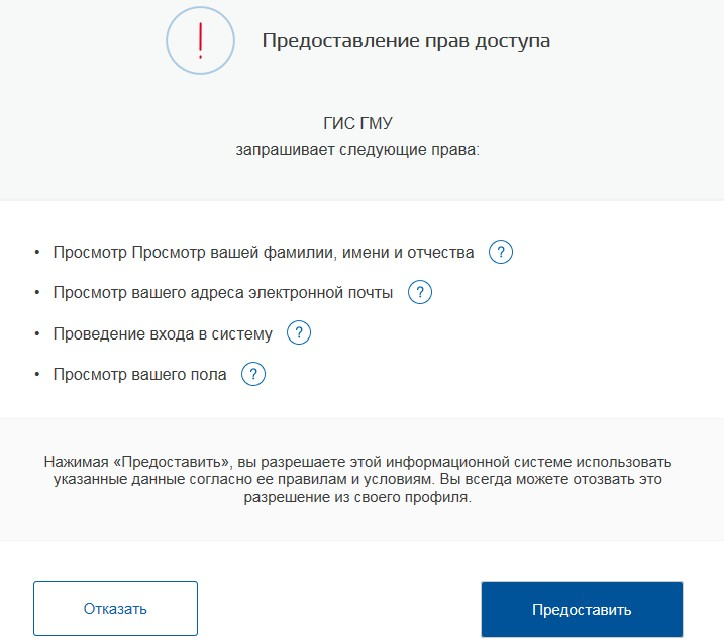 Предоставление прав доступа
ГИС ГМУ
запрашивает следующие права:
• Просмотр Просмотр вашей фамилии, имени и отчества ?
• Просмотр вашего адреса электронной почты ?
• Проведение входа в систему ?
• Просмотр вашего пола ?
Нажимая «Предоставить», вы разрешаете этой информационной системе использовать
указанные данные согласно ее правилам и условиям. Вы всегда можете отозвать это
разрешение из своего профиля.
Отказать
Предоставить